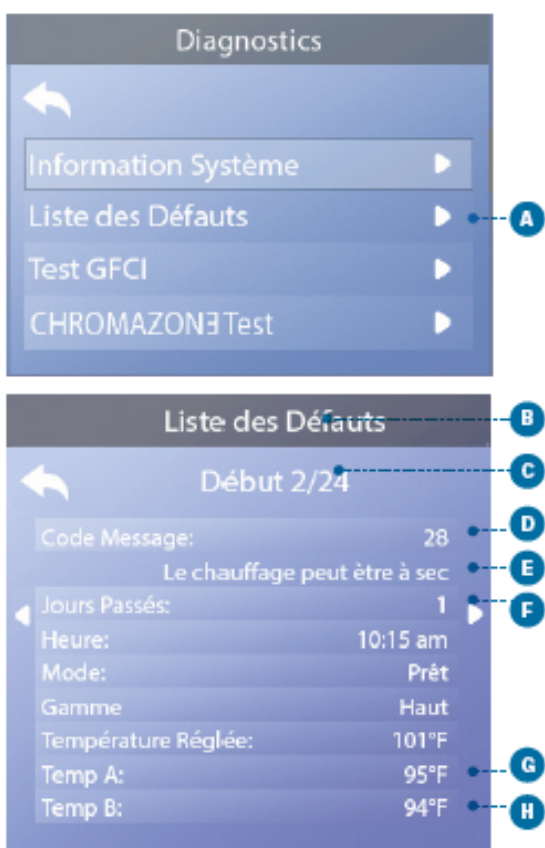 Diagnostics
Information Système
Liste des Défauts A
Test GFCI
CHROMAZON3 Test
Liste des Défauts B
Début 2/24 C
Code Message: 28 D
Le chauffage peut ètre à sec E
Jours Passés: 1 F
Heure: 10:15 am
Mode: Prêt
Gamme Haut
Température Régliée: 101°F
Temp A: 95°F G
Temp B: 94°F H